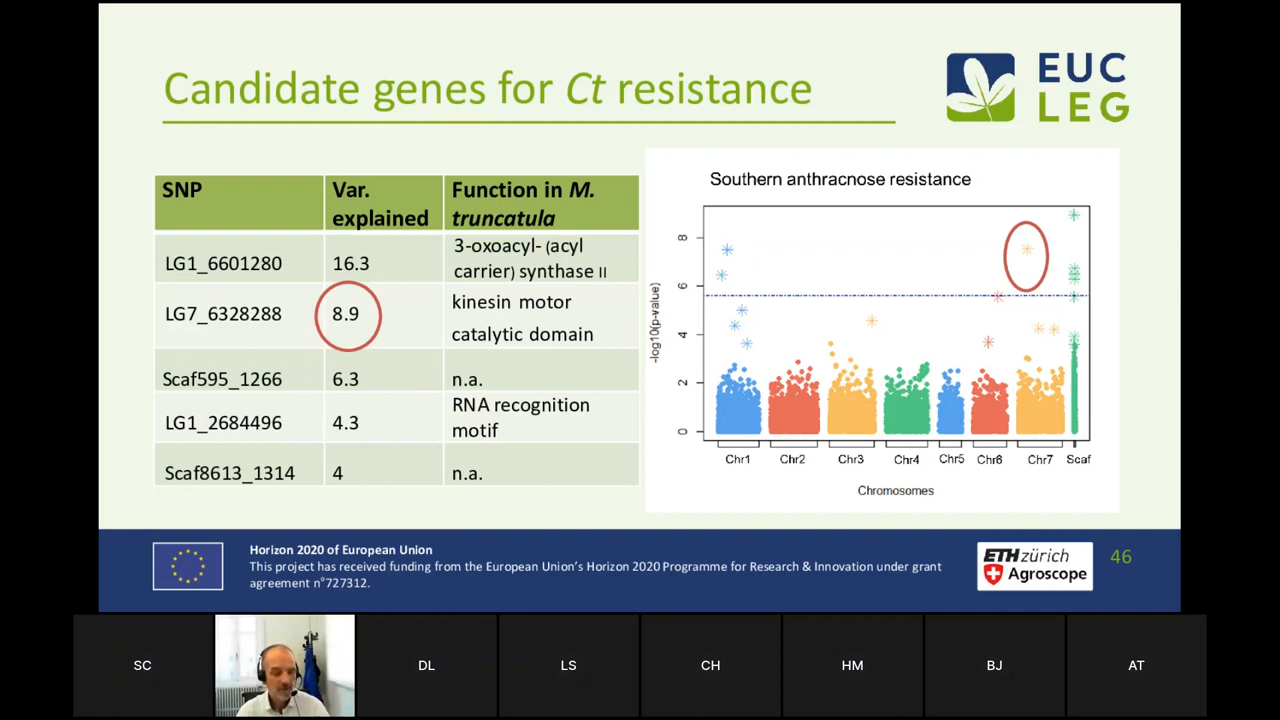 Candidate genes for Ct resistance
EUC
LEG
SNP
Var.
explained
Function in M.
truncatula
LG1_6601280
16.3
3-oxoacyl- (acyl
carrier) synthase II
LG7_6328288
8.9
kinesin motor
catalytic domain
Scaf595_1266
6.3
n.a.
LG1_2684496
4.3
RNA recognition
motif
Scaf8613_1314
4
n.a.
Southern anthracnose resistance
-log10(p-value)
8
6
4
2
0
Chr1
Chr2
Chr3
Chr4
Chr5
Chr6
Chr7
Scaf
Chromosomes
Horizon 2020 of European Union
This project has received funding from the European Union's Horizon 2020 Programme for Research & Innovation under grant
agreement n°727312.
ETH zürich
Agroscope
46
SC
DL
LS
CH
HM
BJ
AT